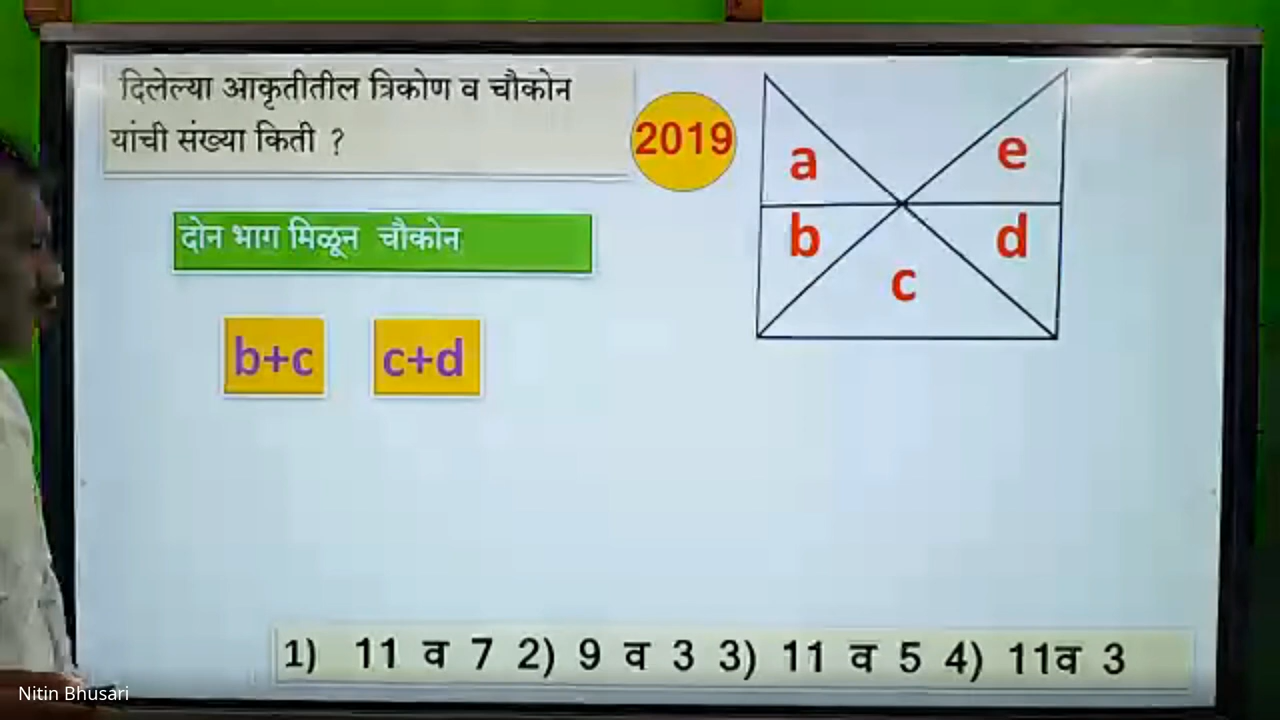 दिलेल्या आकृतीतील त्रिकोण व चौकोन
यांची संख्या किती ?
2019
दोन भाग मिळून चौकोन
b+c c+d
a e
b d
c
1) 11 व 7 2) 9 व 3 3) 11 व 5 4) 11व 3
Nitin Bhusari